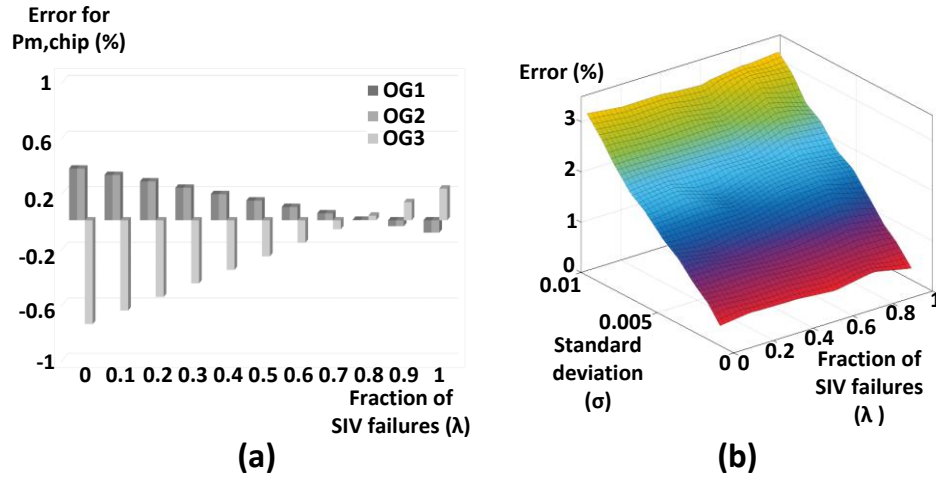 Error for
Pm,chip (%)
1
0.6
0.2
-0.2
-0.6
-1
OG1
OG2
OG3
0 0.1 0.2 0.3 0.4 0.5 0.6 0.7 0.8 0.9 1
Fraction of
SIV failures (λ)
(a)
Error (%)
3
2
1
0
0.01
0.005
0
Standard
deviation
(σ)
0 0.2 0.4 0.6 0.8 1
Fraction of
SIV failures
(λ )
(b)